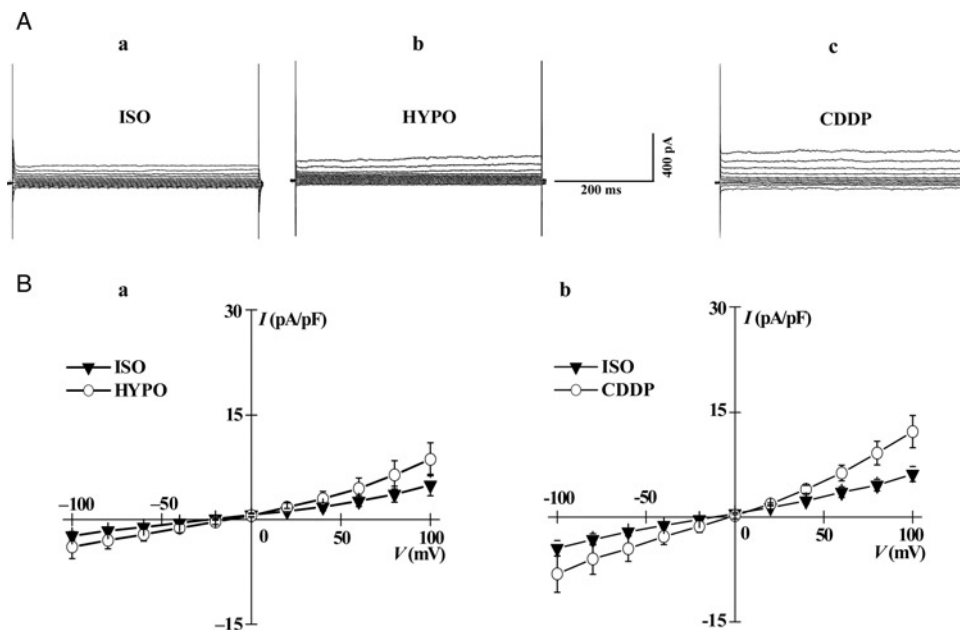 A
a
b
c
ISO
HYPO
CDDP
400 pA
200 ms
B
a
b
30
I (pA/pF)
30
I (pA/pF)
ISO
HYPO
ISO
CDDP
15
15
–100
–50
0
50
100
V (mV)
-100
-50
0
50
100
V (mV)
–15
-15